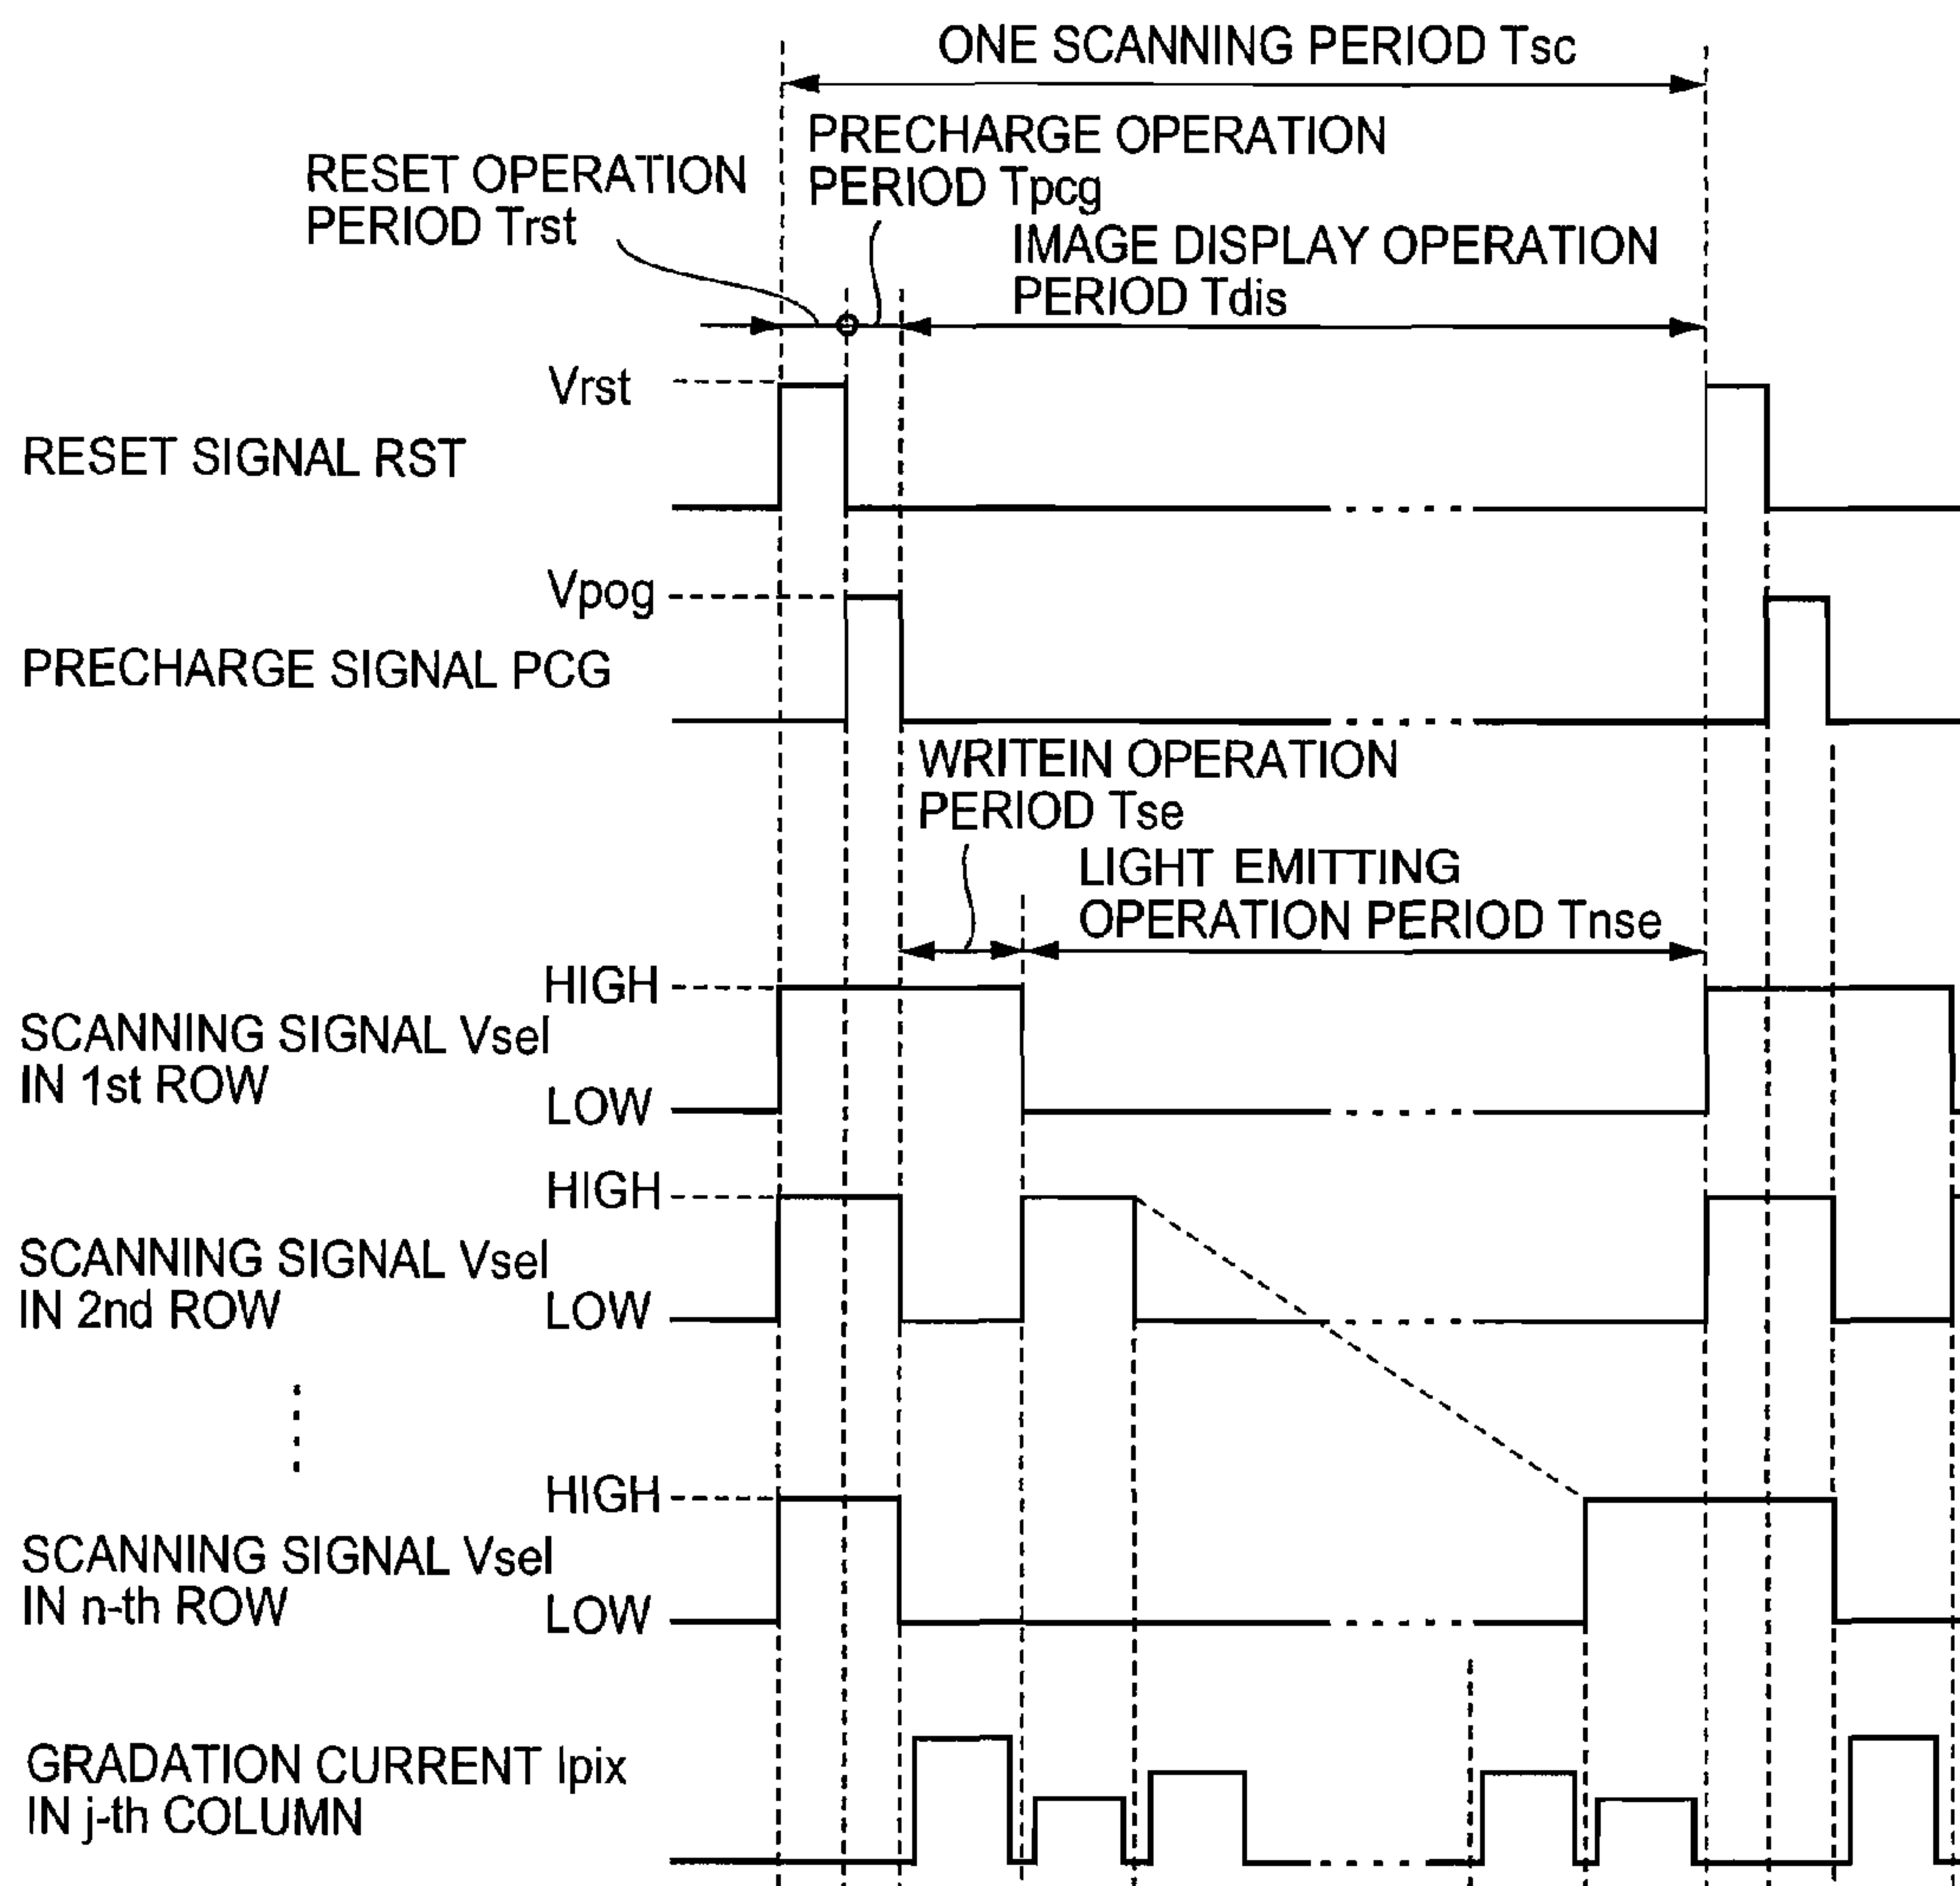 ONE SCANNING PERIOD Tsc
PRECHARGE OPERATION
PERIOD Tpcg
RESET OPERATION
PERIOD Trst
IMAGE DISPLAY OPERATION
PERIOD Tdis
Vrst
RESET SIGNAL RST
Vpog
PRECHARGE SIGNAL PCG
WRITEIN OPERATION
PERIOD Tse
LIGHT EMITTING
OPERATION PERIOD Tnse
HIGH
SCANNING SIGNAL Vsel
IN 1st ROW
LOW
HIGH
SCANNING SIGNAL Vsel
IN 2nd ROW
LOW
HIGH
SCANNING SIGNAL Vsel
IN n-th ROW
LOW
GRADATION CURRENT Ipix
IN j-th COLUMN